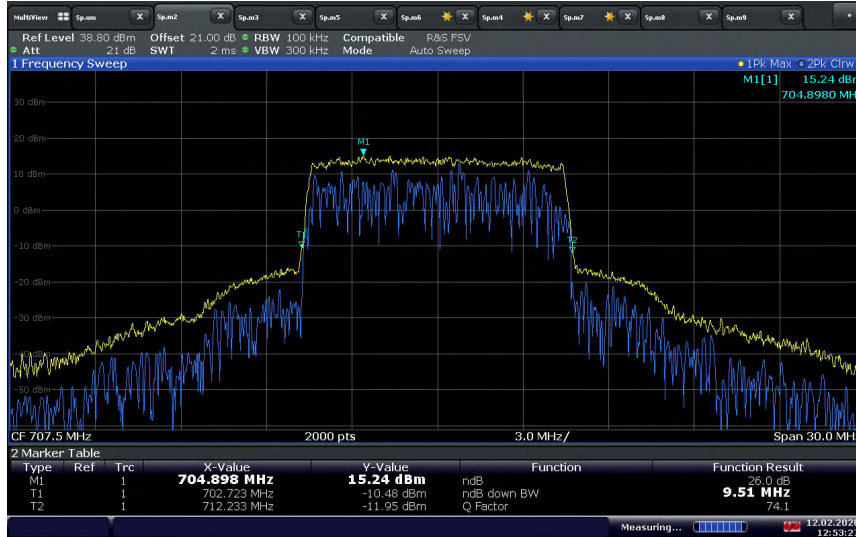 MultiView Sp.um X Sp.m2 X Sp.m3 X Sp.m5 X Sp.m6 X Sp.m4 X Sp.m7 X Sp.m8 X Sp.m9 X
Ref Level 38.80 dBm Offset 21.00 dB RBW 100 kHz Compatible R&S FSV
Att 21 dB SWT 2 ms VBW 300 kHz Mode Auto Sweep
1 Frequency Sweep 1Pk Max 2Pk Clrw
M1[1] 15.24 dBm
704.8980 MH
30 dBm
20 dBm
M1
10 dBm
0 dBm
T1
T2
-10 dBm
-20 dBm
-30 dBm
-40 dBm
-50 dBm
CF 707.5 MHz 2000 pts 3.0 MHz/ Span 30.0 MH
2 Marker Table
Type Ref Trc X-Value Y-Value Function Function Result
M1 1 704.898 MHz 15.24 dBm ndB 26.0 dB
T1 1 702.723 MHz -10.48 dBm ndB down BW 9.51 MHz
T2 1 712.233 MHz -11.95 dBm Q Factor 74.1
Measuring... 12.02.2020
12:53:2